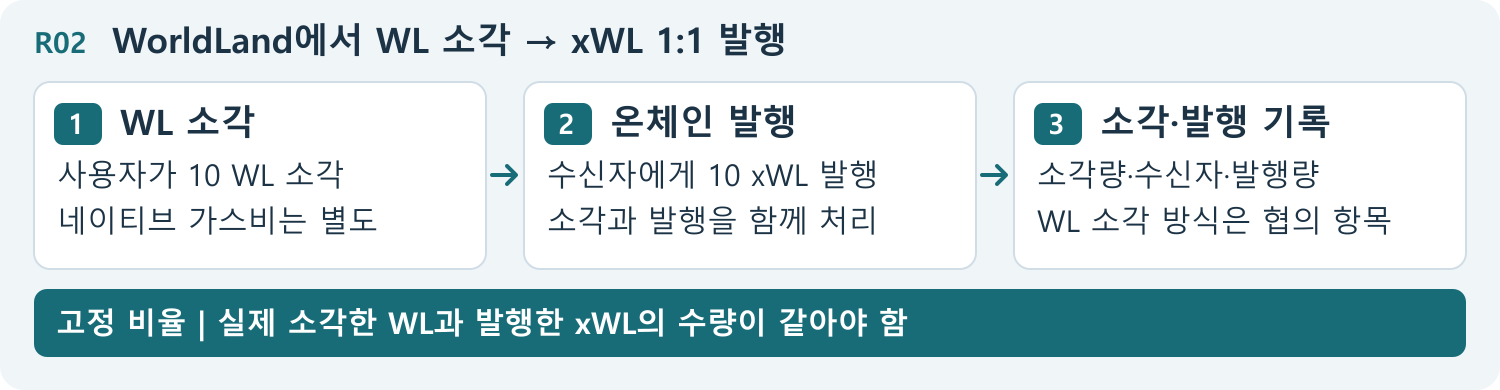 R02 WorldLand에서 WL 소각 → xWL 1:1 발행
1 WL 소각
사용자가 10 WL 소각
네이티브 가스비는 별도
2 온체인 발행
수신자에게 10 xWL 발행
소각과 발행을 함께 처리
3 소각·발행 기록
소각량·수신자·발행량
WL 소각 방식은 협의 항목
고정 비율 | 실제 소각한 WL과 발행한 xWL의 수량이 같아야 함